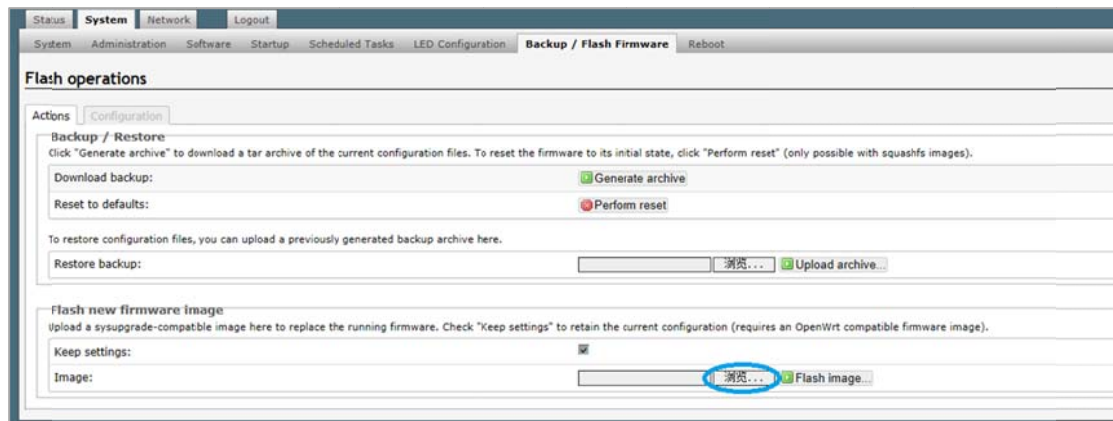 Status System Network Logout
System Administration Software Startup Scheduled Tasks LED Configuration Backup / Flash Firmware Reboot
Flash operations
Actions Configuration
Backup / Restore
Click "Generate archive" to download a tar archive of the current configuration files. To reset the firmware to its initial state, click "Perform reset" (only possible with squashfs images).
Download backup: Generate archive
Reset to defaults: Perform reset
To restore configuration files, you can upload a previously generated backup archive here.
Restore backup: 浏览... Upload archive...
Flash new firmware image
Upload a sysupgrade-compatible image here to replace the running firmware. Check "Keep settings" to retain the current configuration (requires an OpenWrt compatible firmware image).
Keep settings:
Image: 浏览... Flash image...